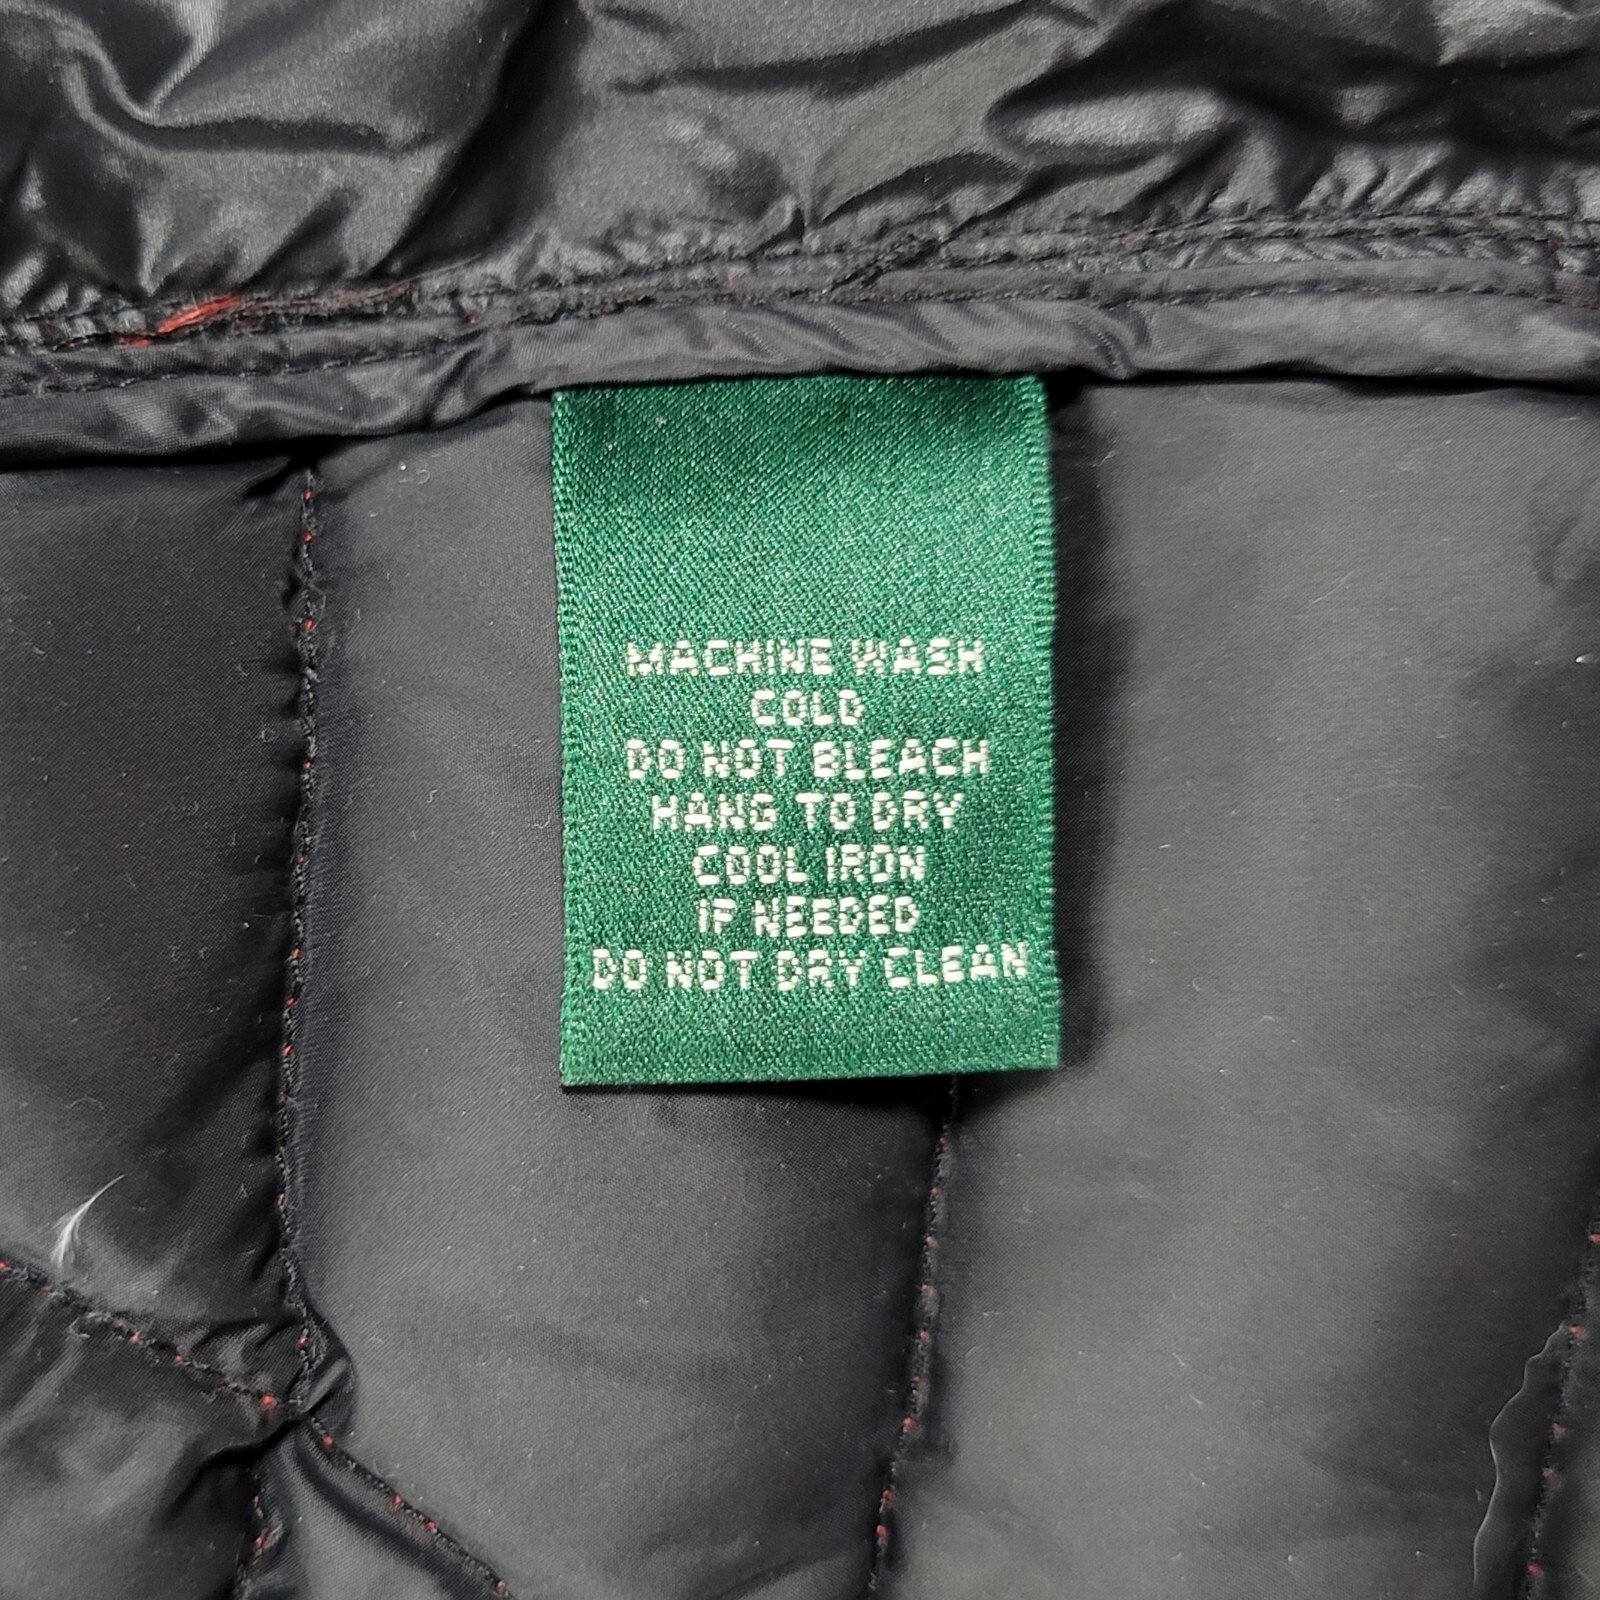 MACHINE WASH
COLD
DO NOT BLEACH
HANG TO DRY
COOL IRON
IF NEEDED
DO NOT DRY CLEAN